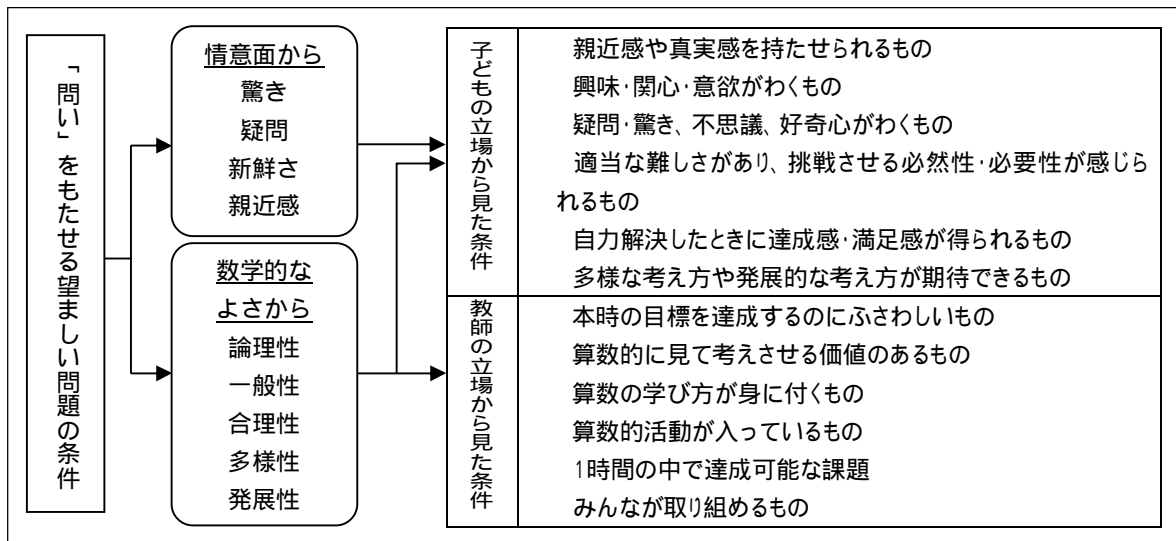 「問い」をもたせる望ましい問題の条件
情意面から
驚き
疑問
新鮮さ
親近感
数学的な
よさから
論理性
一般性
合理性
多様性
発展性
子どもの立場から見た条件
親近感や真実感を持たせられるもの
興味･関心･意欲がわくもの
疑問･驚き、不思議、好奇心がわくもの
適当な難しさがあり、挑戦させる必然性･必要性が感じら
れるもの
自力解決したときに達成感･満足感が得られるもの
多様な考え方や発展的な考え方が期待できるもの
教師の立場から見た条件
本時の目標を達成するのにふさわしいもの
算数的に見て考えさせる価値のあるもの
算数の学び方が身に付くもの
算数的活動が入っているもの
1時間の中で達成可能な課題
みんなが取り組めるもの